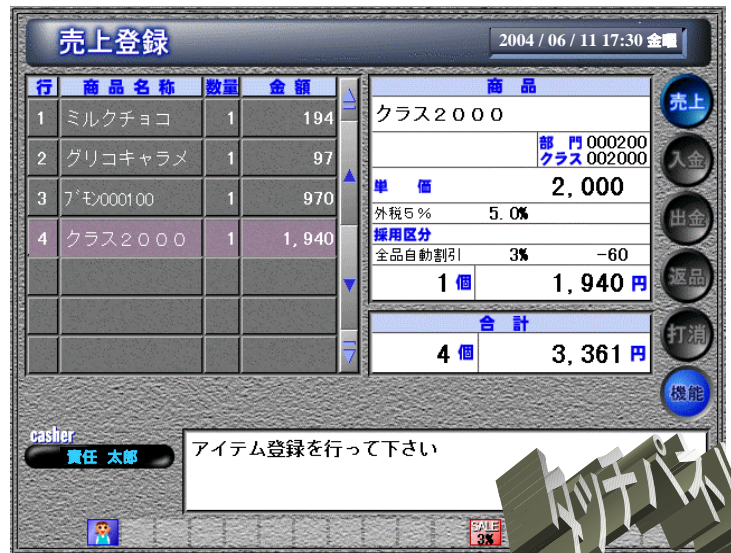 売上登録
2004 / 06 / 11 17:30 金曜
行 商品名称 数量 金額
1 ミルクチョコ 1 194
2 グリコキャラメ 1 97
3 ﾌﾞﾓﾝ000100 1 970
4 クラス2000 1 1,940
商品
クラス2000
部門 000200
クラス 002000
単価 2,000
外税5% 5.0%
採用区分
全品自動割引 3% -60
1 個 1,940 円
合計
4 個 3,361 円
売上
入金
出金
返品
打消
機能
casher
責任 太郎
アイテム登録を行って下さい
SALE
3%
タッチパネル